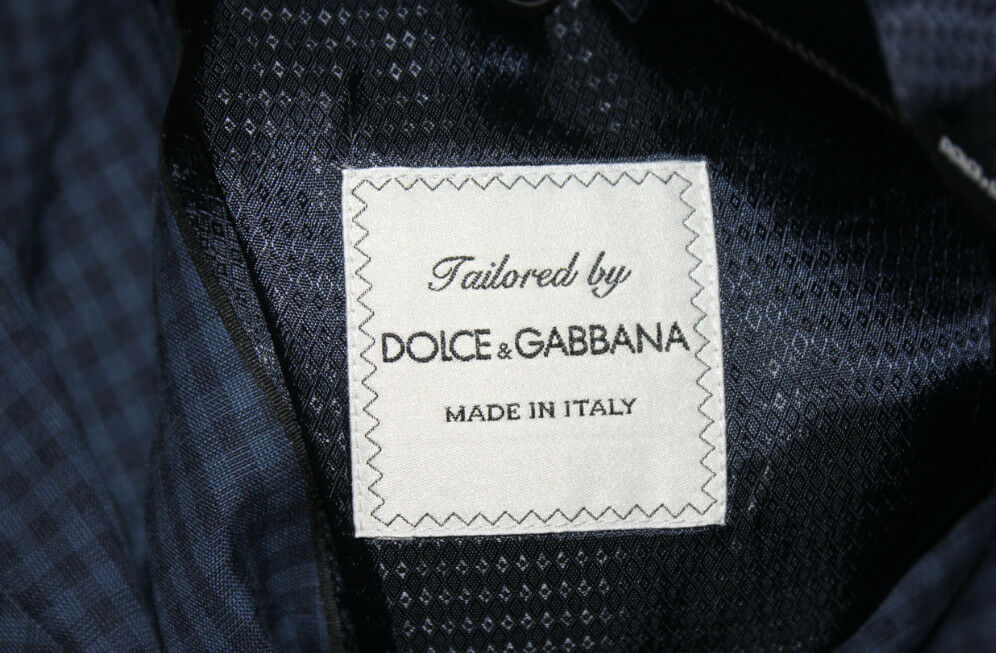 Tailored by
DOLCE & GABBANA
MADE IN ITALY